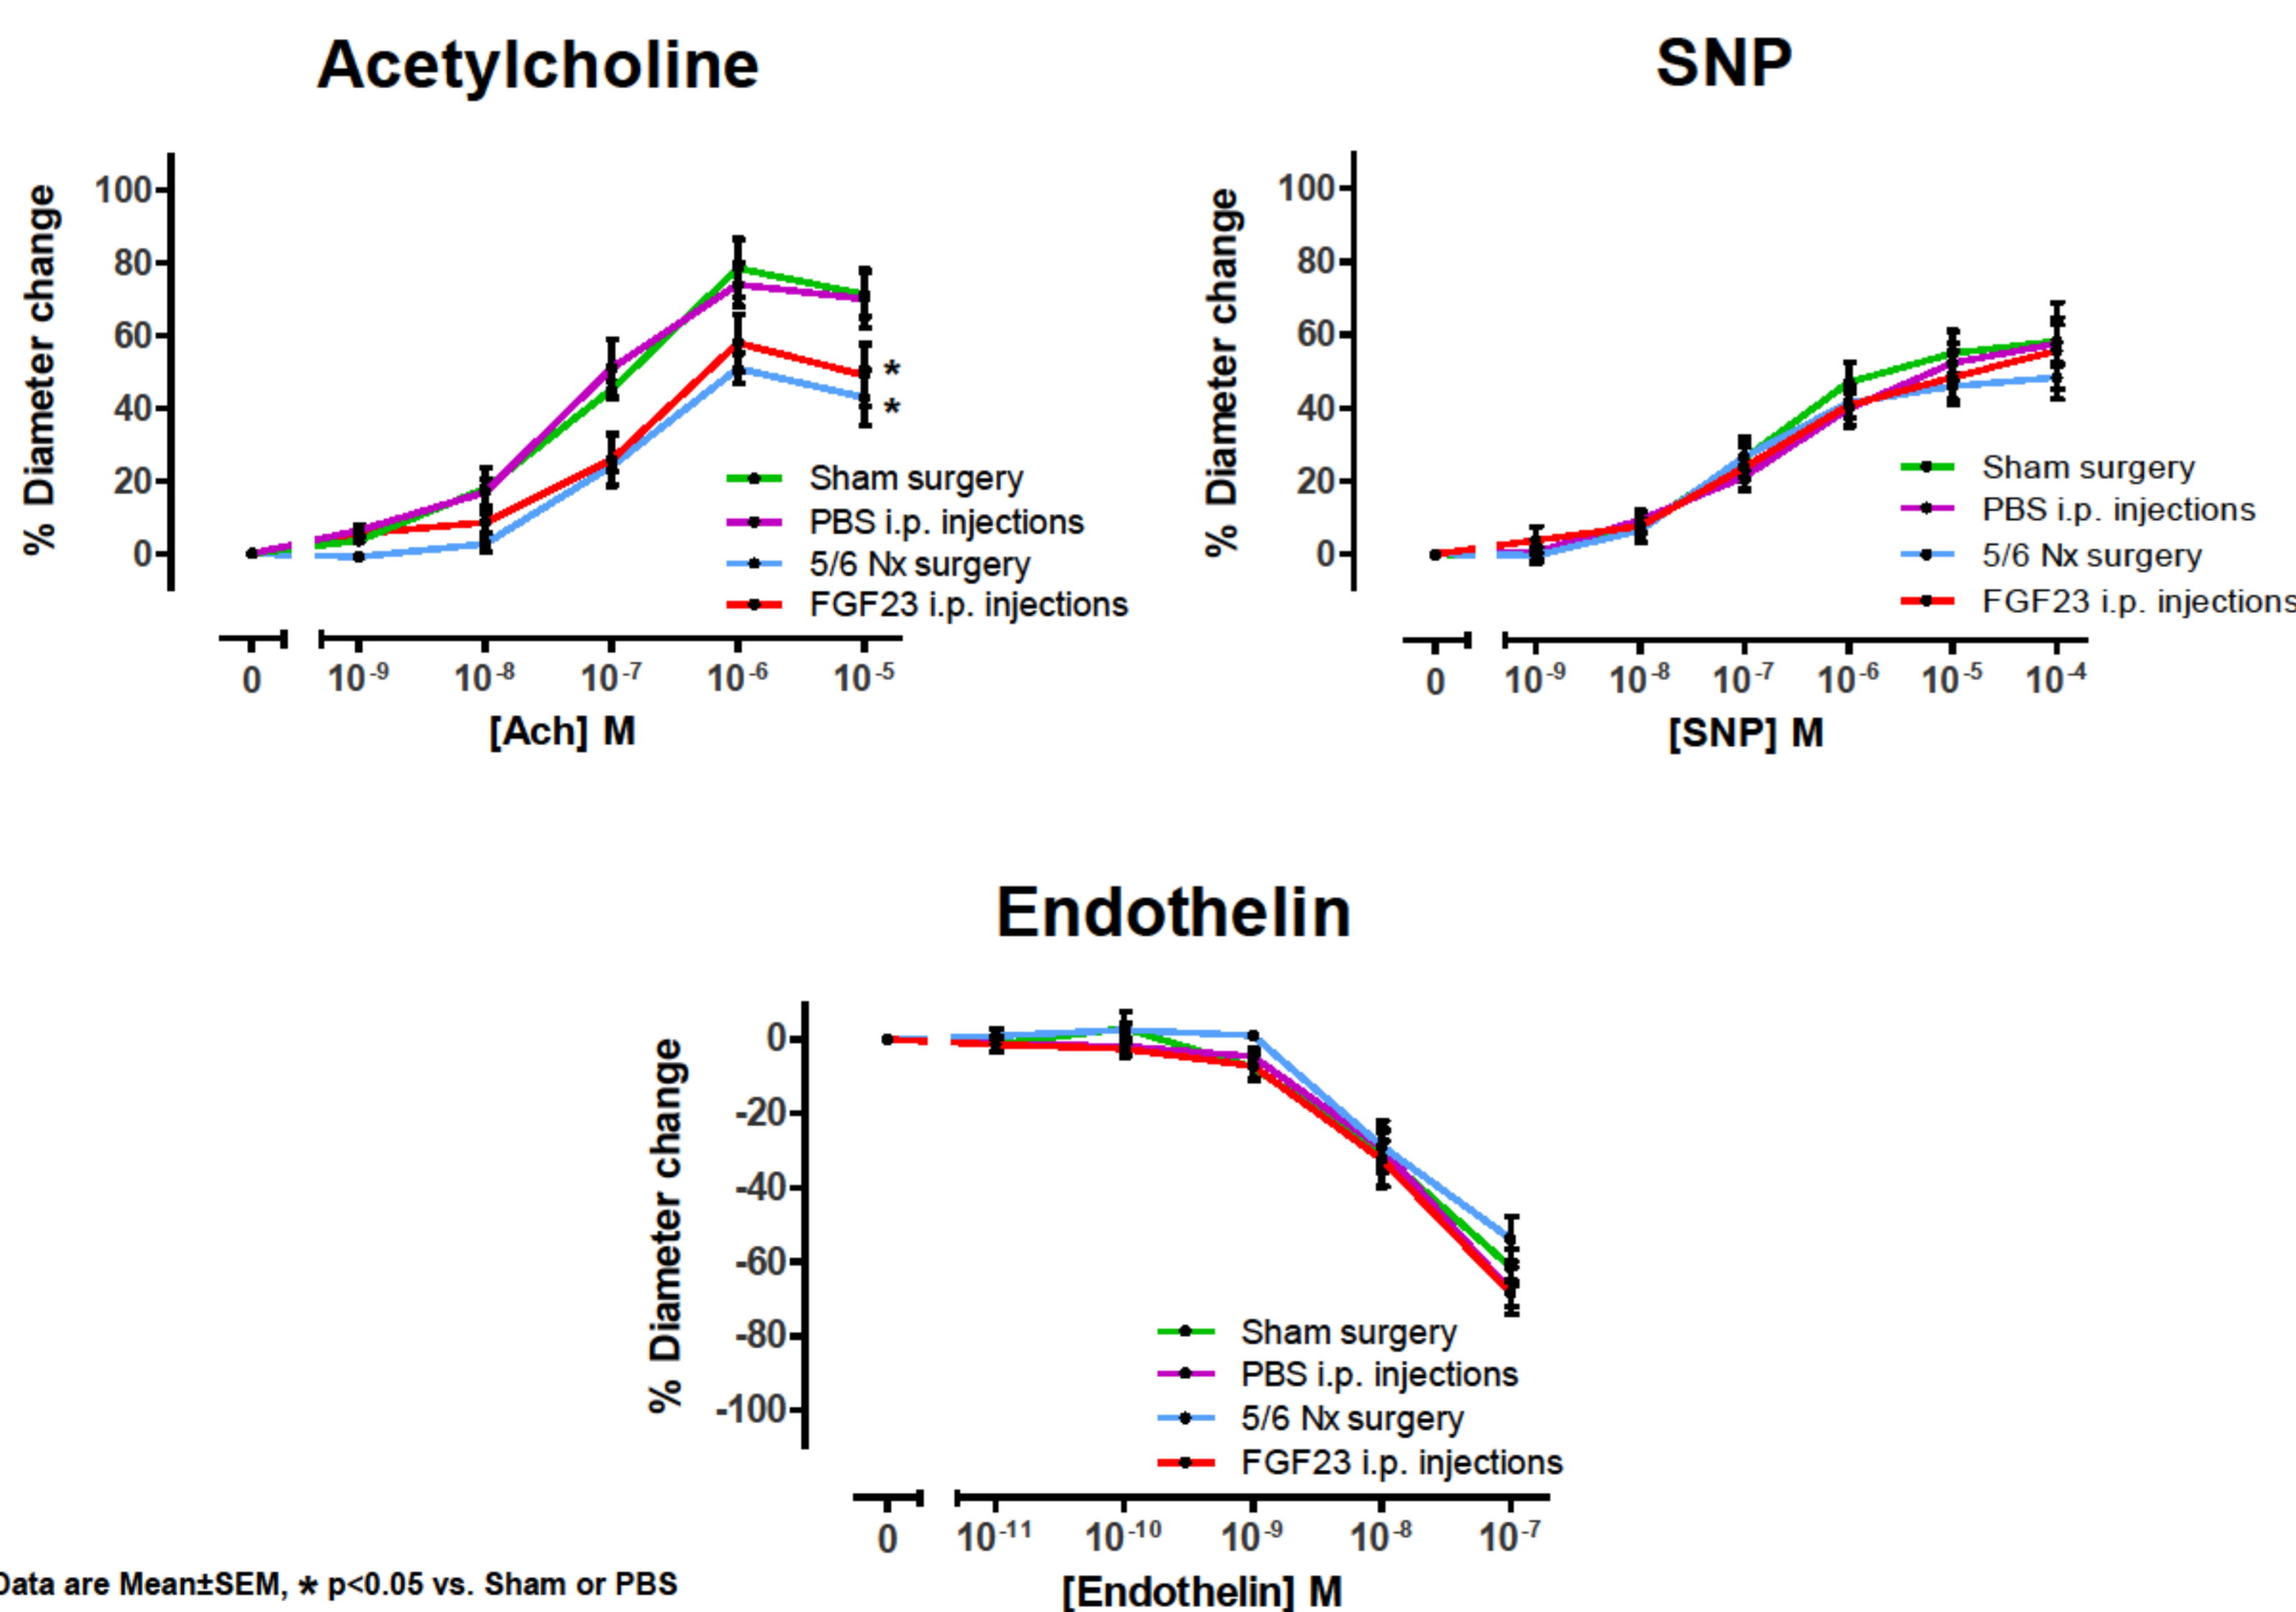 Acetylcholine
% Diameter change
100
80
60
40
20
0
*
*
Sham surgery
PBS i.p. injections
5/6 Nx surgery
FGF23 i.p. injections
0 10-9 10-8 10-7 10-6 10-5
[Ach] M
SNP
% Diameter change
100
80
60
40
20
0
Sham surgery
PBS i.p. injections
5/6 Nx surgery
FGF23 i.p. injections
0 10-9 10-8 10-7 10-6 10-5 10-4
[SNP] M
Endothelin
% Diameter change
0
-20
-40
-60
-80
-100
Sham surgery
PBS i.p. injections
5/6 Nx surgery
FGF23 i.p. injections
0 10-11 10-10 10-9 10-8 10-7
[Endothelin] M
Data are Mean±SEM, * p<0.05 vs. Sham or PBS